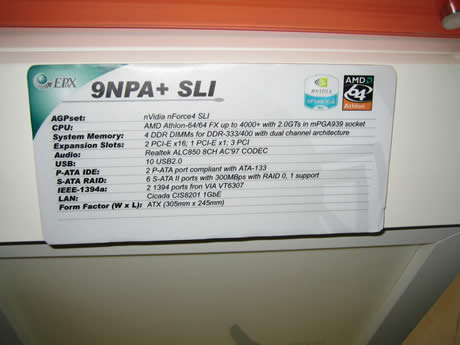 EPX
9NPA+ SLI
NVIDIA
AMD
64
Athlon
AGPset: nVidia nForce4 SLI
CPU: AMD Athlon-64/64 FX up to 4000+ with 2.0GTs in mPGA939 socket
System Memory: 4 DDR DIMMs for DDR-333/400 with dual channel architecture
Expansion Slots: 2 PCI-E x16; 1 PCI-E x1; 3 PCI
Audio: Realtek ALC850 8CH AC'97 CODEC
USB: 10 USB2.0
P-ATA IDE: 2 P-ATA port compliant with ATA-133
S-ATA RAID: 6 S-ATA II ports with 300MBps with RAID 0, 1 support
IEEE-1394a: 2 1394 ports fron VIA VT6307
LAN: Cicada CIS8201 1GbE
Form Factor (W x L): ATX (305mm x 245mm)